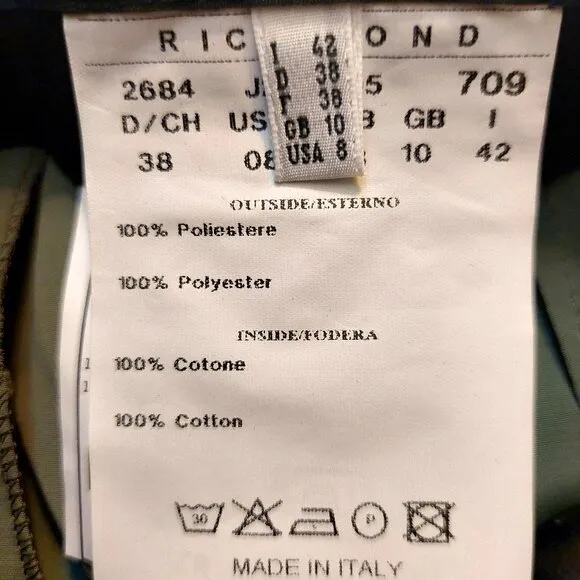 RIC OND
I 42
D 38
F 38
GB 10
USA 8
2684 J 5 709
D/CH US GB I
38 08 10 42
OUTSIDE/ESTERNO
100% Poliestere
100% Polyester
INSIDE/FODERA
100% Cotone
100% Cotton
30 P
MADE IN ITALY